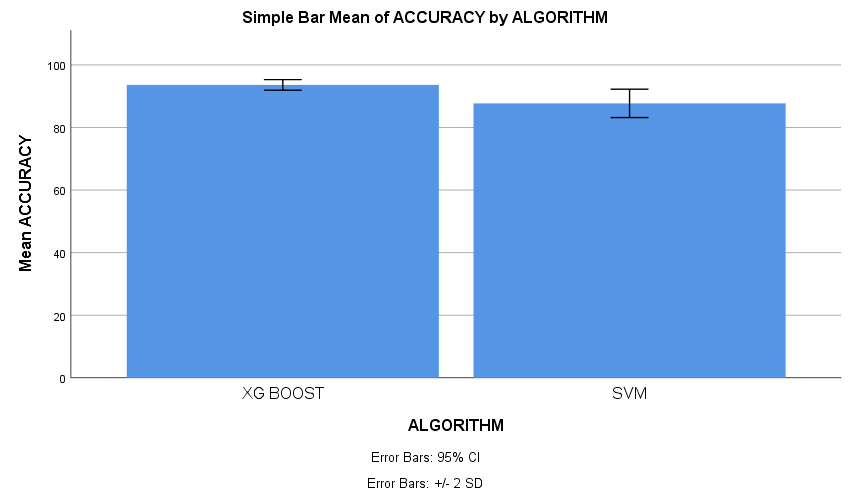 Simple Bar Mean of ACCURACY by ALGORITHM
Mean ACCURACY
100
80
60
40
20
0
XG BOOST
SVM
ALGORITHM
Error Bars: 95% CI
Error Bars: +/- 2 SD